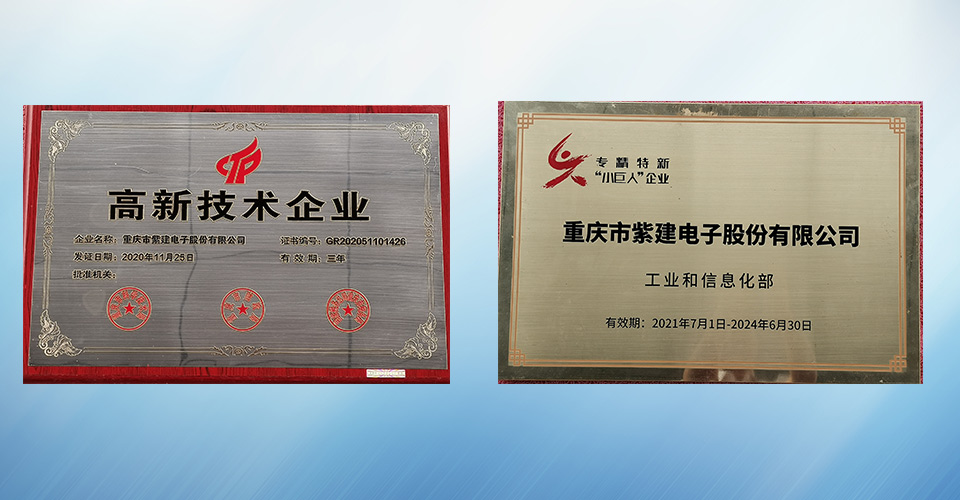 高新技术企业
企业名称：重庆市紫建电子股份有限公司
证书编号：GR202051101426
发证日期：2020年11月25日
有 效 期：三年
批准机关：
专精特新
“小巨人”企业
重庆市紫建电子股份有限公司
工业和信息化部
有效期：2021年7月1日-2024年6月30日